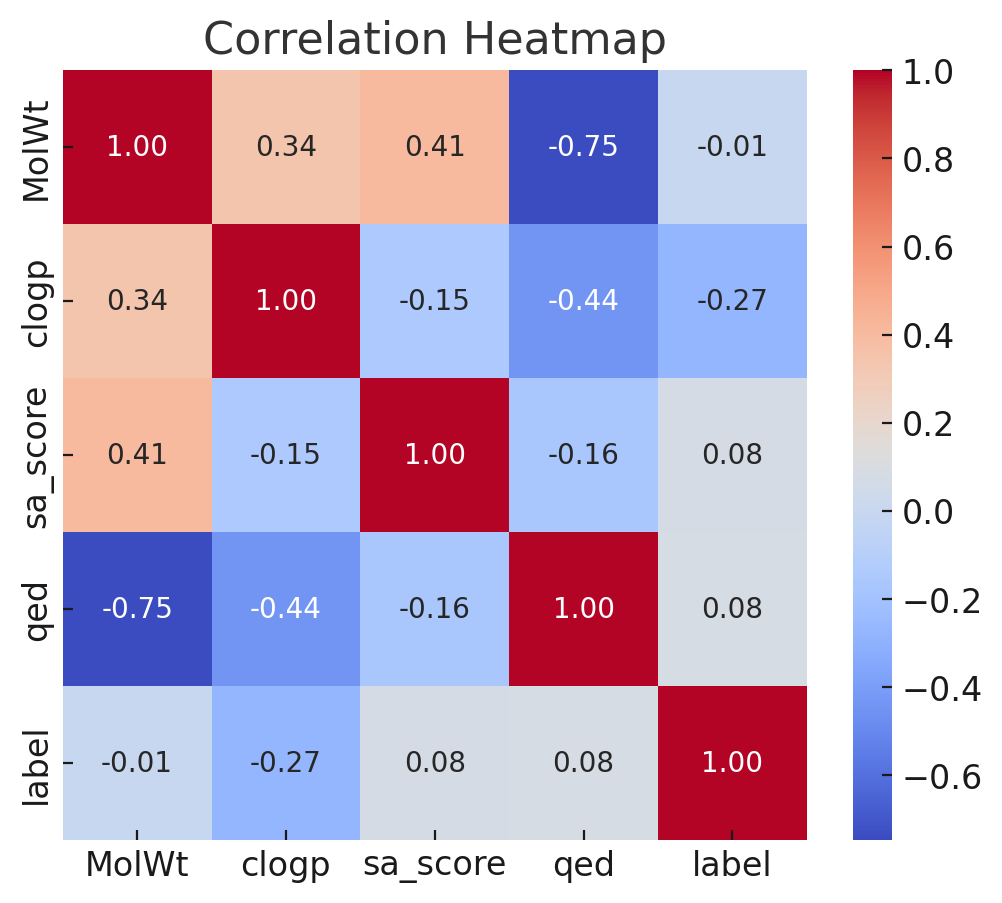 Correlation Heatmap
MolWt 1.00 0.34 0.41 -0.75 -0.01
clogp 0.34 1.00 -0.15 -0.44 -0.27
sa_score 0.41 -0.15 1.00 -0.16 0.08
qed -0.75 -0.44 -0.16 1.00 0.08
label -0.01 -0.27 0.08 0.08 1.00
MolWt clogp sa_score qed label
1.0
0.8
0.6
0.4
0.2
0.0
−0.2
−0.4
−0.6